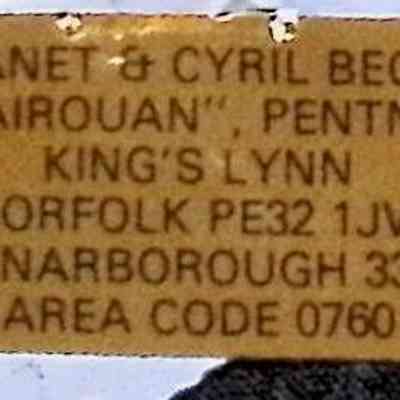 ANET & CYRIL BEC
AIROUAN", PENTN
KING'S LYNN
ORFOLK PE32 1JV
NARBOROUGH 33
AREA CODE 0760